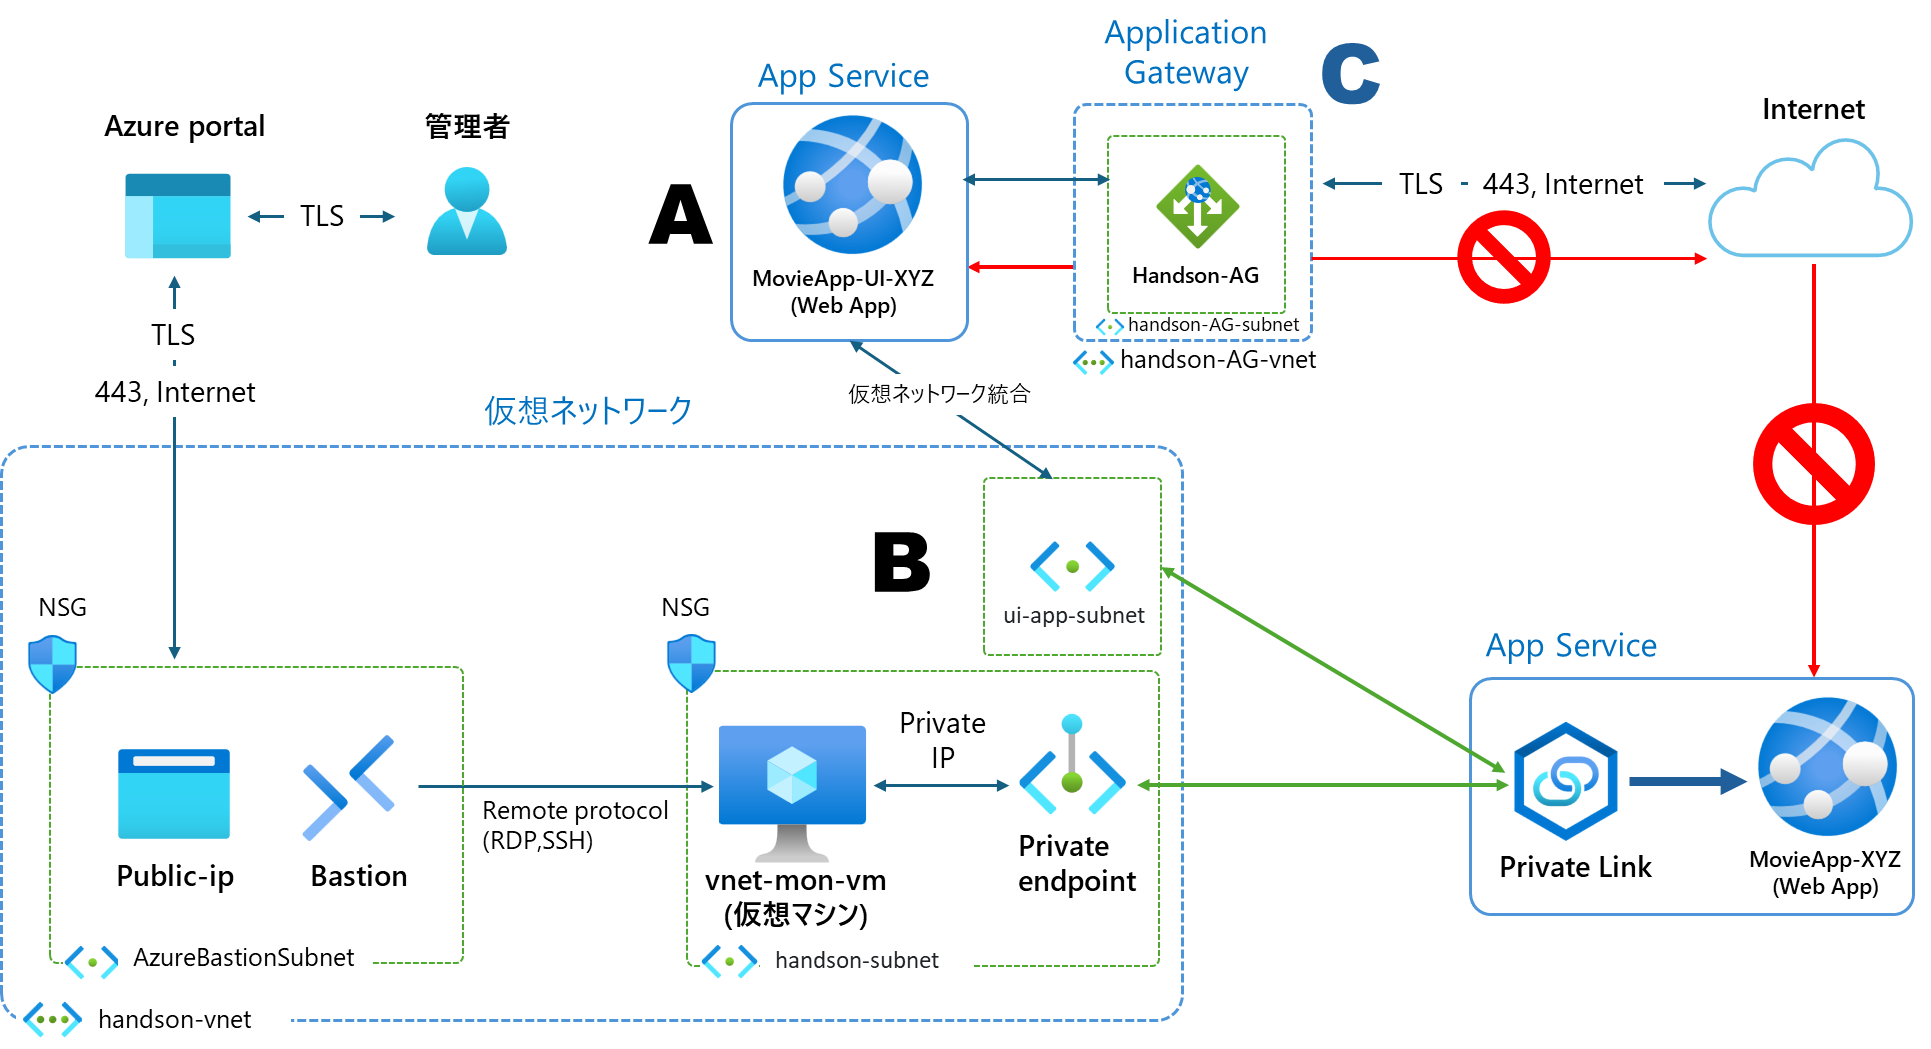 Application
Gateway
C
App Service
Internet
Azure portal
管理者
TLS
A
TLS
443, Internet
MovieApp-UI-XYZ
(Web App)
Handson-AG
handson-AG-subnet
handson-AG-vnet
TLS
443, Internet
仮想ネットワーク
仮想ネットワーク統合
B
NSG
NSG
ui-app-subnet
App Service
Private
IP
Remote protocol
(RDP,SSH)
Public-ip
Bastion
vnet-mon-vm
(仮想マシン)
Private
endpoint
Private Link
MovieApp-XYZ
(Web App)
AzureBastionSubnet
handson-subnet
handson-vnet